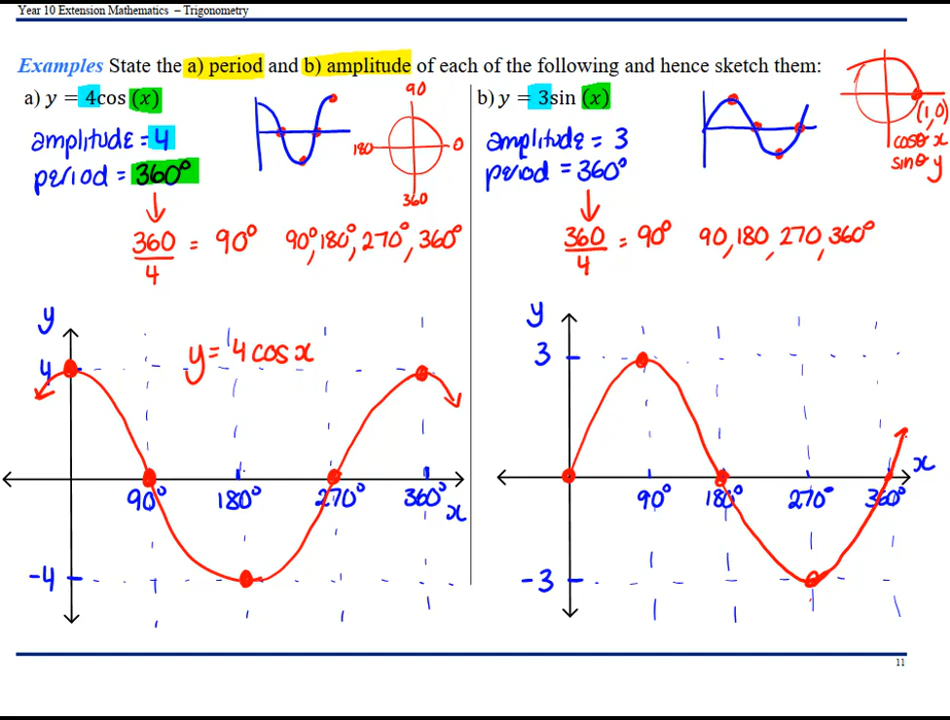 Year 10 Extension Mathematics – Trigonometry
Examples State the a) period and b) amplitude of each of the following and hence sketch them:
a) y = 4cos (x)
amplitude = 4
period = 360°
90
180
0
360
360/4 = 90° 90°, 180°, 270°, 360°
y
4
y = 4 cos x
90° 180° 270° 360°
x
-4
b) y = 3sin (x)
amplitude = 3
period = 360°
(1,0)
cosθ x
sinθ y
360/4 = 90° 90, 180, 270, 360°
y
3
x
90° 180° 270° 360°
-3
11